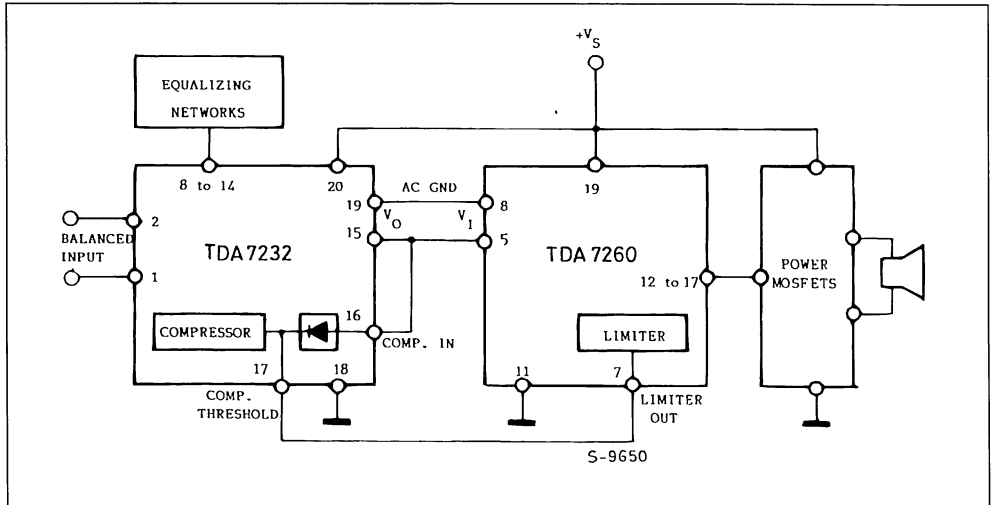 +VS
EQUALIZING
NETWORKS
8 to 14
20
19
AC GND
8
19
2
BALANCED
INPUT
1
VO
VI
15
5
TDA7232
TDA7260
12 to 17
POWER
MOSFETS
COMPRESSOR
16
COMP. IN
LIMITER
17
18
11
7
COMP.
THRESHOLD
LIMITER
OUT
S-9650